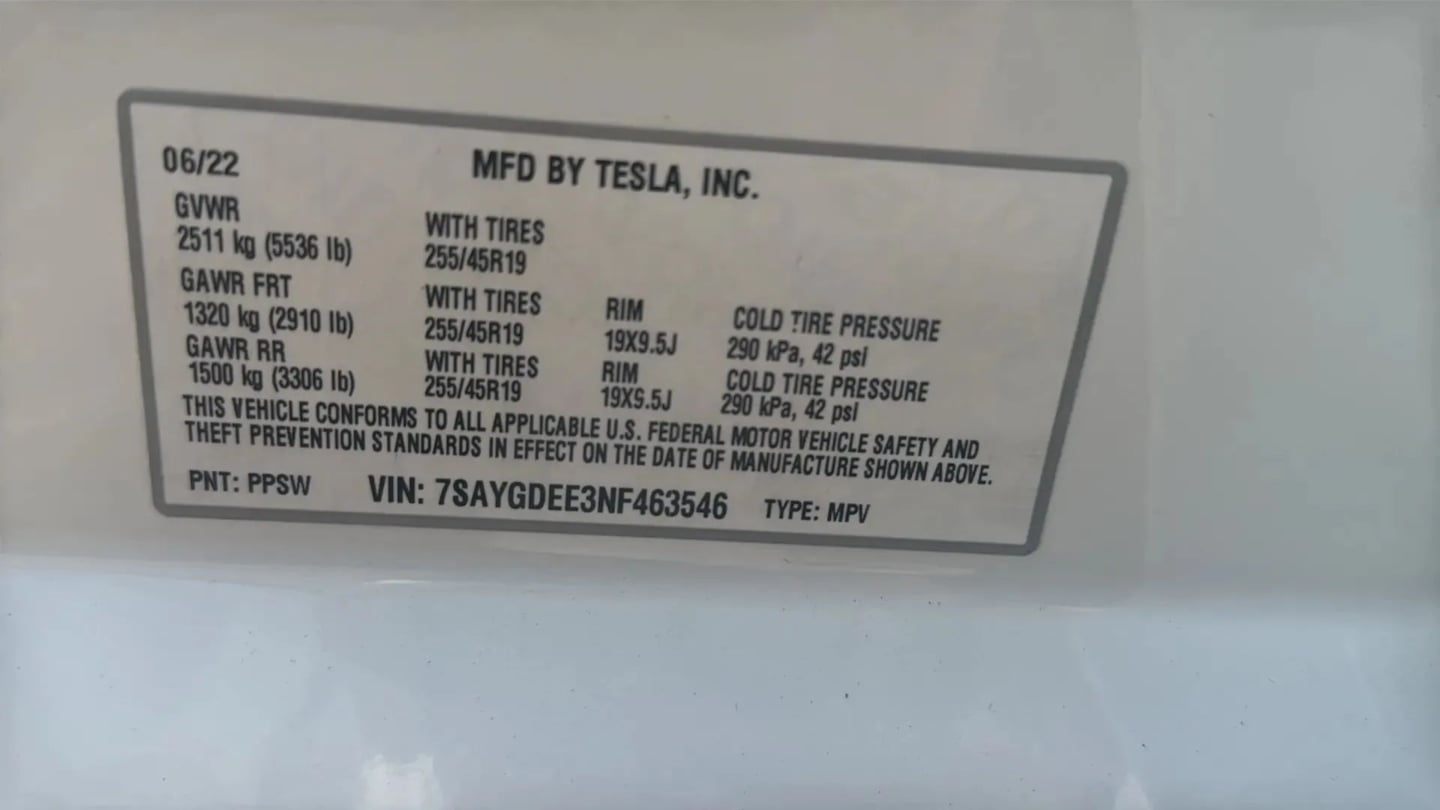 06/22 MFD BY TESLA, INC.
GVWR WITH TIRES
2511 kg (5536 lb) 255/45R19
GAWR FRT WITH TIRES RIM COLD TIRE PRESSURE
1320 kg (2910 lb) 255/45R19 19X9.5J 290 kPa, 42 psi
GAWR RR WITH TIRES RIM COLD TIRE PRESSURE
1500 kg (3306 lb) 255/45R19 19X9.5J 290 kPa, 42 psi
THIS VEHICLE CONFORMS TO ALL APPLICABLE U.S. FEDERAL MOTOR VEHICLE SAFETY AND
THEFT PREVENTION STANDARDS IN EFFECT ON THE DATE OF MANUFACTURE SHOWN ABOVE.
PNT: PPSW VIN: 7SAYGDEE3NF463546 TYPE: MPV